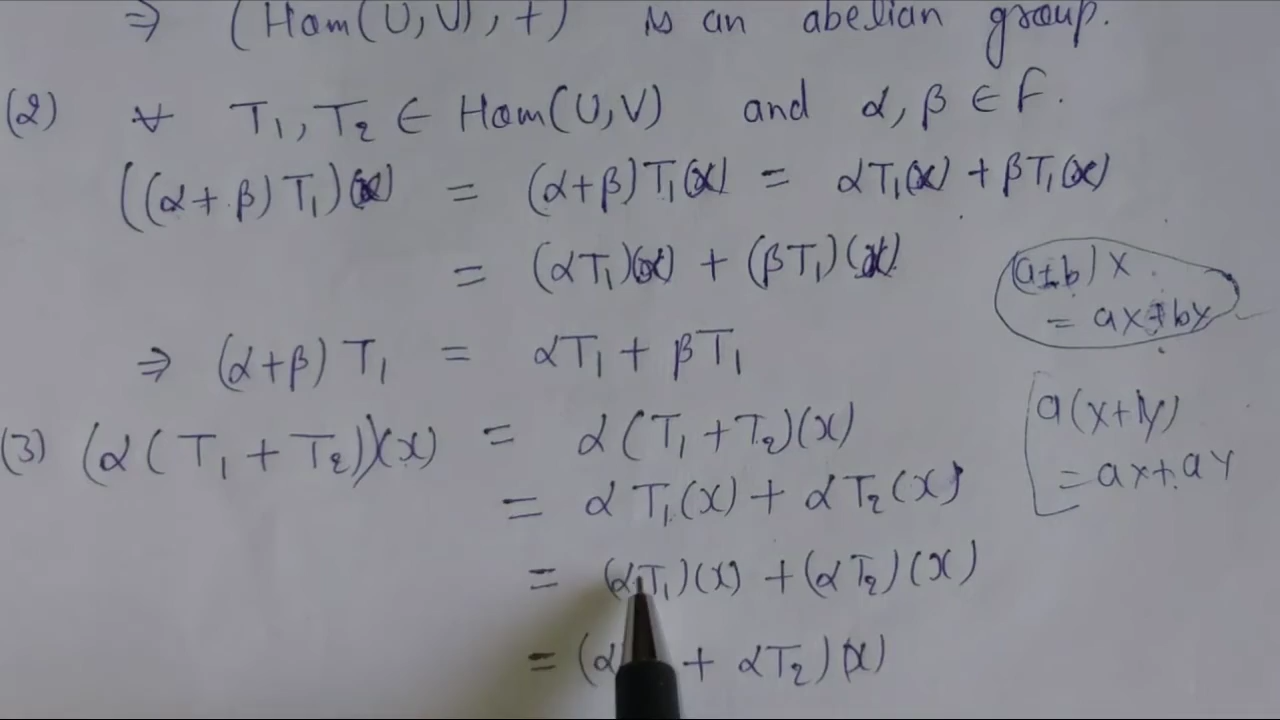 ⇒ (Hom(U,V), +) is an abelian group.
(2) ∀ T₁, T₂ ∈ Hom(U,V) and α, β ∈ F.
((α+β)T₁)(x) = (α+β)T₁(x) = αT₁(x) + βT₁(x)
= (αT₁)(x) + (βT₁)(x)
(a+b)x
= ax+bx
⇒ (α+β)T₁ = αT₁ + βT₁
(3) (α(T₁+T₂))(x) = α(T₁+T₂)(x)
a(x+y)
= ax+ay
= αT₁(x) + αT₂(x)
= (αT₁)(x) + (αT₂)(x)
= (α + αT₂)(x)